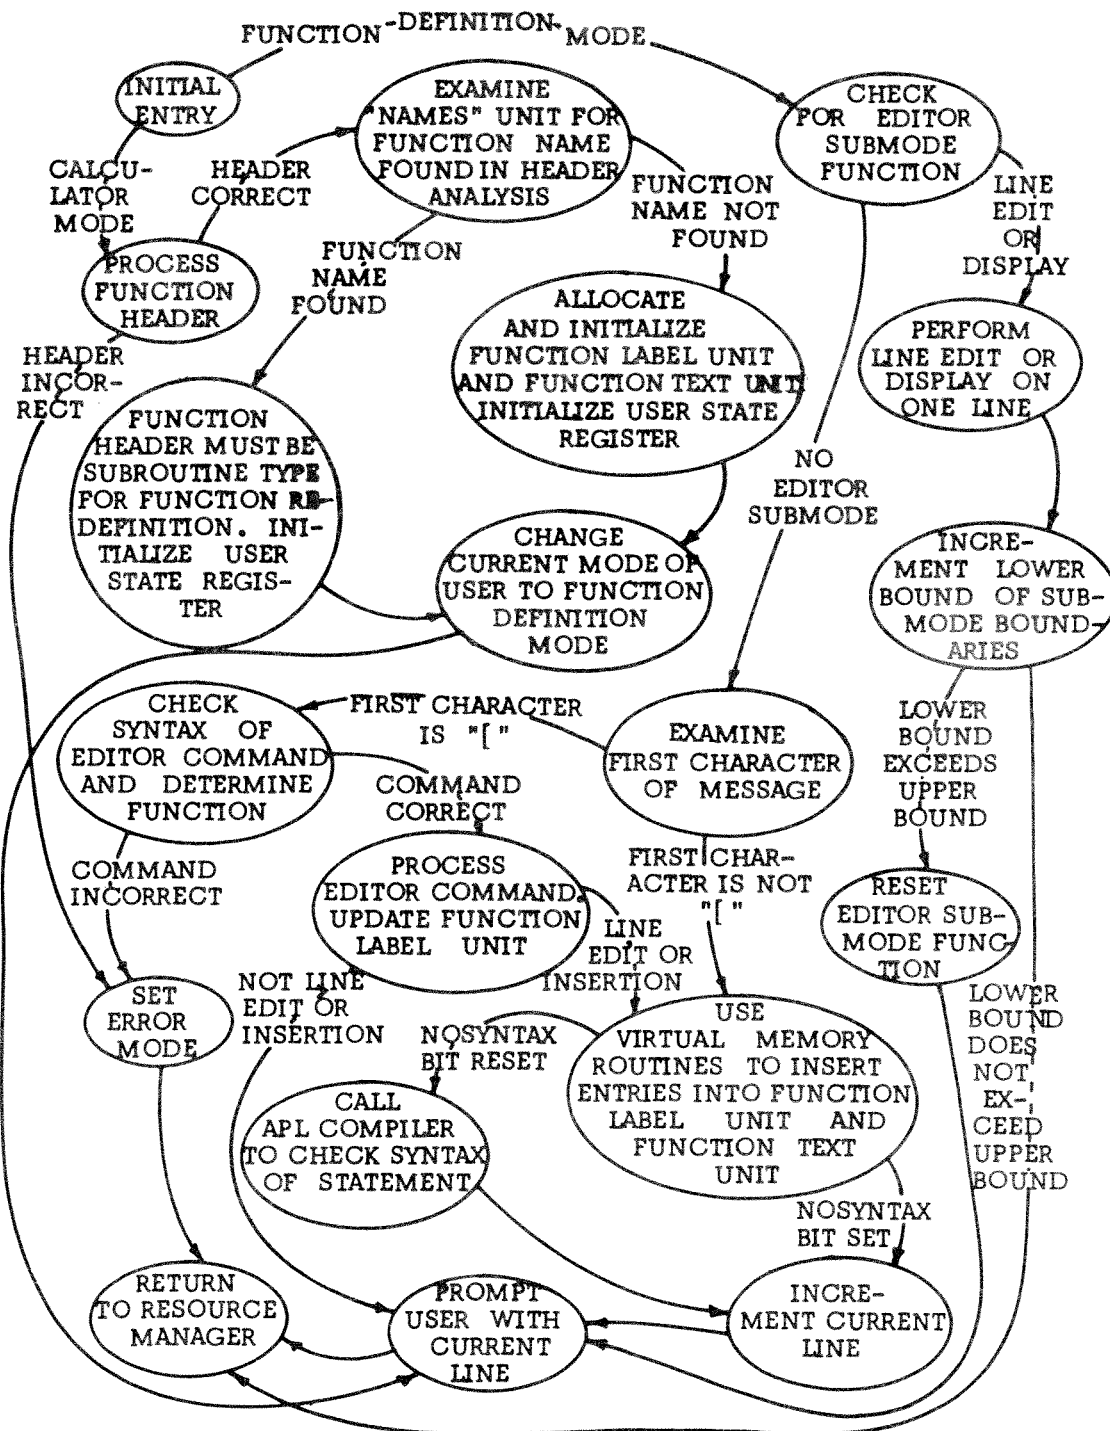 FUNCTION-DEFINITION-MODE
INITIAL
ENTRY
EXAMINE
"NAMES" UNIT FOR
FUNCTION NAME
FOUND IN HEADER
ANALYSIS
CHECK
FOR EDITOR
SUBMODE
FUNCTION
CALCU-
LATOR
MODE
HEADER
CORRECT
FUNCTION
NAME NOT
FOUND
LINE
EDIT
OR
DISPLAY
PROCESS
FUNCTION
HEADER
FUNCTION
NAME
FOUND
ALLOCATE
AND INITIALIZE
FUNCTION LABEL UNIT
AND FUNCTION TEXT UNIT.
INITIALIZE USER STATE
REGISTER
PERFORM
LINE EDIT OR
DISPLAY ON
ONE LINE
HEADER
INCOR-
RECT
FUNCTION
HEADER MUST BE
SUBROUTINE TYPE
FOR FUNCTION RE-
DEFINITION. INI-
TIALIZE USER
STATE REGIS-
TER
NO
EDITOR
SUBMODE
CHANGE
CURRENT MODE OF
USER TO FUNCTION
DEFINITION
MODE
INCRE-
MENT LOWER
BOUND OF SUB-
MODE BOUND-
ARIES
CHECK
SYNTAX OF
EDITOR COMMAND
AND DETERMINE
FUNCTION
FIRST CHARACTER
IS "["
EXAMINE
FIRST CHARACTER
OF MESSAGE
LOWER
BOUND
EXCEEDS
UPPER
BOUND
COMMAND
CORRECT
COMMAND
INCORRECT
PROCESS
EDITOR COMMAND.
UPDATE FUNCTION
LABEL UNIT
FIRST CHAR-
ACTER IS NOT
"["
RESET
EDITOR SUB-
MODE FUNC-
TION
LINE
EDIT OR
INSERTION
NOT LINE
EDIT OR
INSERTION
SET
ERROR
MODE
NOSYNTAX
BIT RESET
USE
VIRTUAL MEMORY
ROUTINES TO INSERT
ENTRIES INTO FUNCTION
LABEL UNIT AND
FUNCTION TEXT
UNIT
LOWER
BOUND
DOES
NOT
EX-
CEED
UPPER
BOUND
CALL
APL COMPILER
TO CHECK SYNTAX
OF STATEMENT
NOSYNTAX
BIT SET
RETURN
TO RESOURCE
MANAGER
PROMPT
USER WITH
CURRENT
LINE
INCRE-
MENT CURRENT
LINE